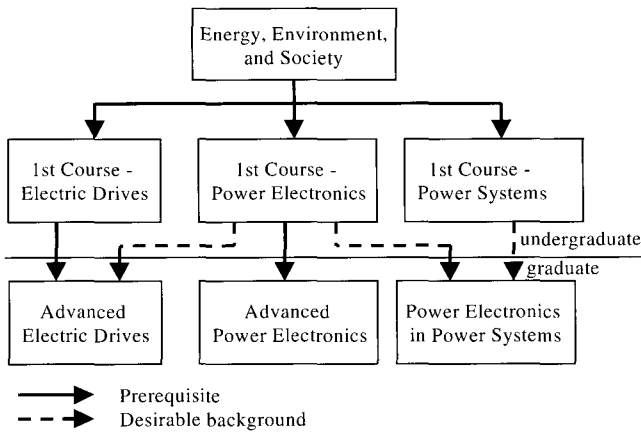 Energy, Environment,
and Society
1st Course -
Electric Drives
1st Course -
Power Electronics
1st Course -
Power Systems
undergraduate
graduate
Advanced
Electric Drives
Advanced
Power Electronics
Power Electronics
in Power Systems
Prerequisite
Desirable background